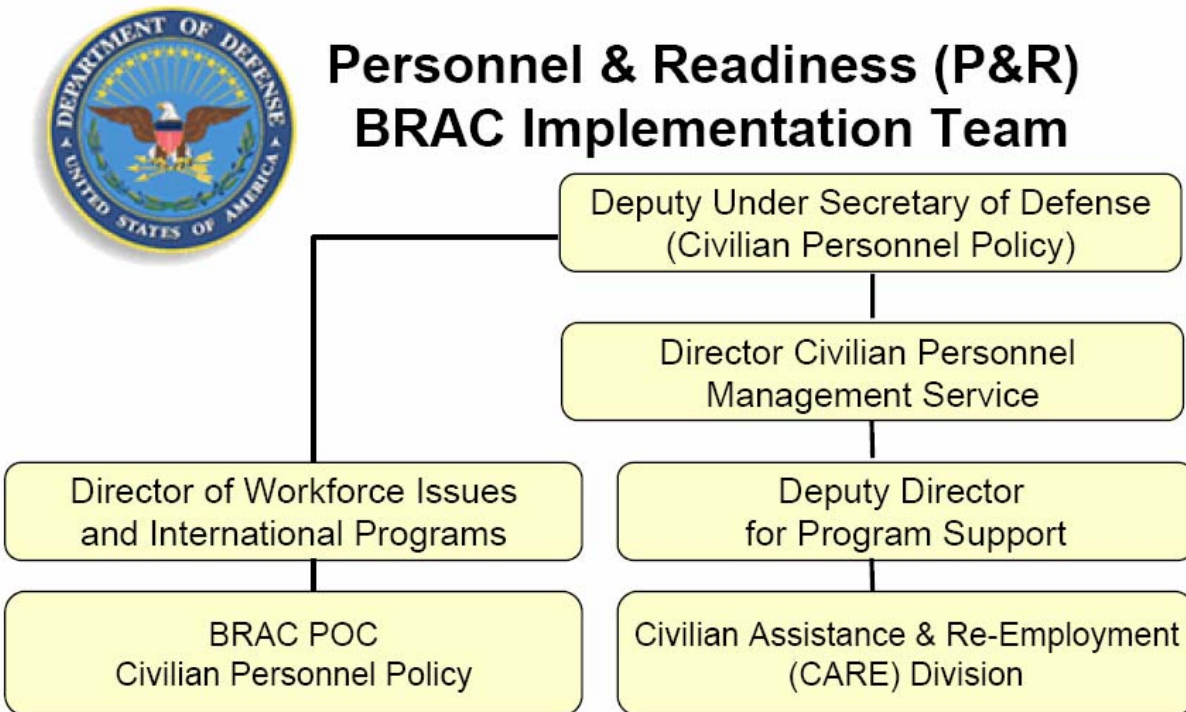 DEPARTMENT OF DEFENSE
UNITED STATES OF AMERICA
Personnel & Readiness (P&R)
BRAC Implementation Team
Deputy Under Secretary of Defense
(Civilian Personnel Policy)
Director Civilian Personnel
Management Service
Director of Workforce Issues
and International Programs
Deputy Director
for Program Support
BRAC POC
Civilian Personnel Policy
Civilian Assistance & Re-Employment
(CARE) Division